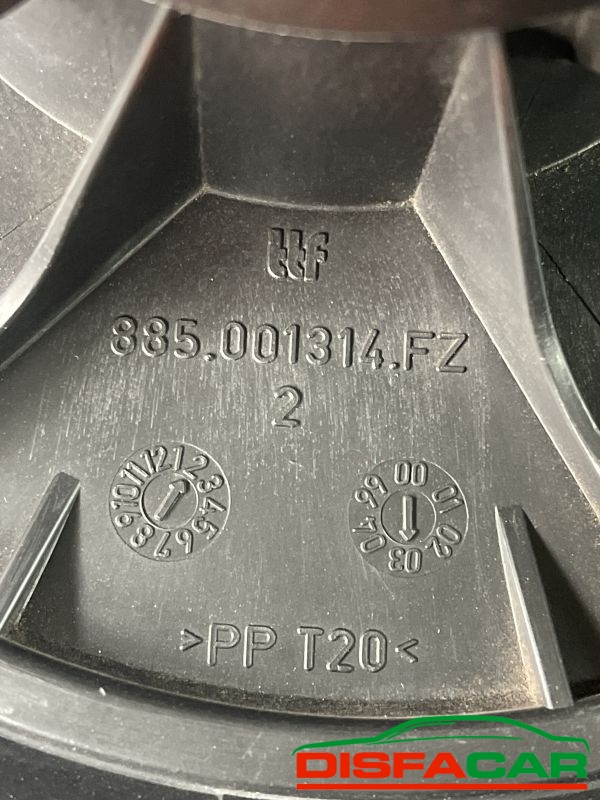 ttf
885.001314.FZ
2
1 2 3 4 5 6 7 8 9 10 11 12
99 00 01 02 03 04
>PP T20<
DISFACAR